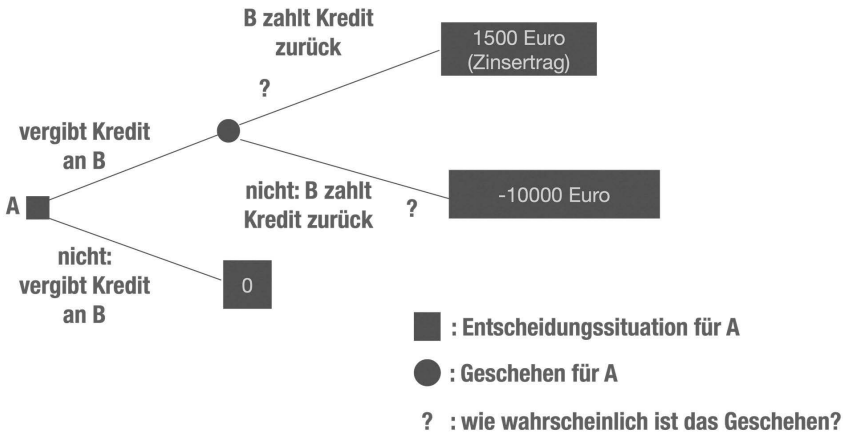 B zahlt Kredit
zurück
1500 Euro
(Zinsertrag)
?
vergibt Kredit
an B
nicht: B zahlt
Kredit zurück
?
-10000 Euro
A
nicht:
vergibt Kredit
an B
0
: Entscheidungssituation für A
: Geschehen für A
? : wie wahrscheinlich ist das Geschehen?